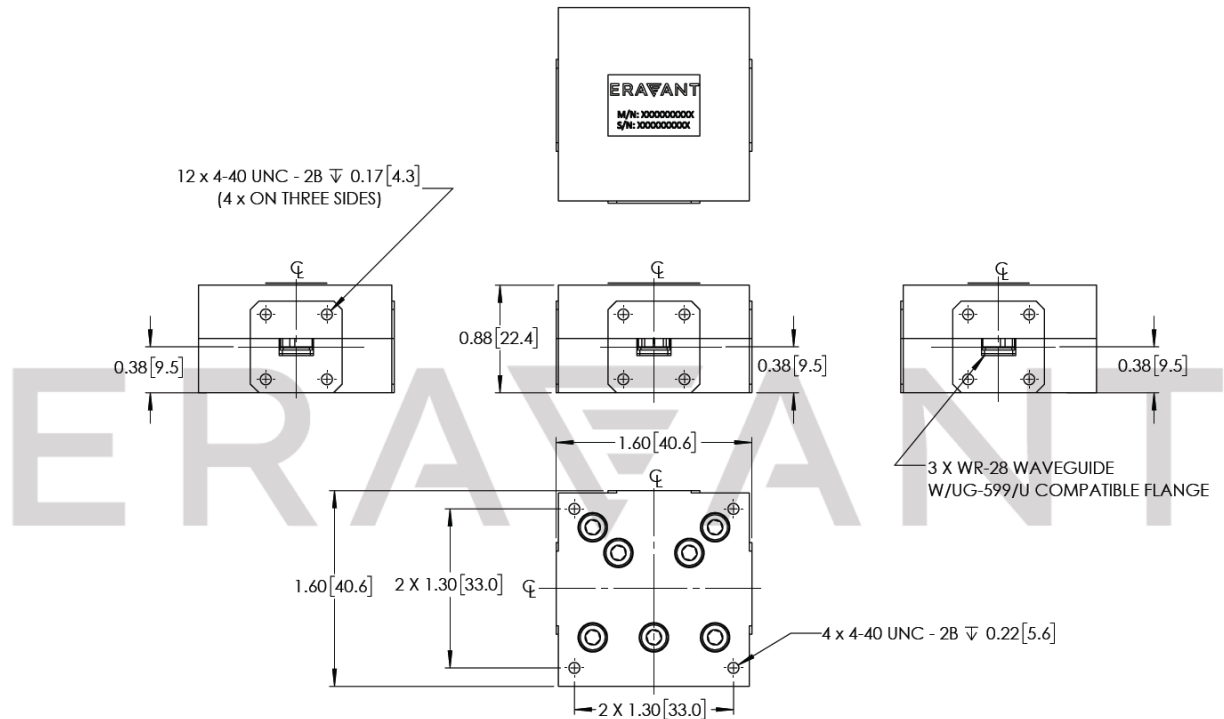 ERAVANT
M/N: XXXXXXXXXX
S/N: XXXXXXXXXX
12 x 4-40 UNC - 2B ↧ 0.17[4.3]
(4 x ON THREE SIDES)
℄
℄
℄
0.38[9.5]
0.88[22.4]
0.38[9.5]
0.38[9.5]
ERAVANT
1.60[40.6]
3 X WR-28 WAVEGUIDE
W/UG-599/U COMPATIBLE FLANGE
℄
1.60[40.6]
2 X 1.30[33.0]
℄
4 x 4-40 UNC - 2B ↧ 0.22[5.6]
2 X 1.30[33.0]